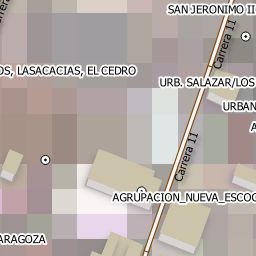 SAN JERONIMO II
Carrera 11
OS, LASACACIAS, EL CEDRO
URB. SALAZAR/LOS
URBAN
A
Carrera 11
AGRUPACION_NUEVA_ESCOC
ARAGOZA